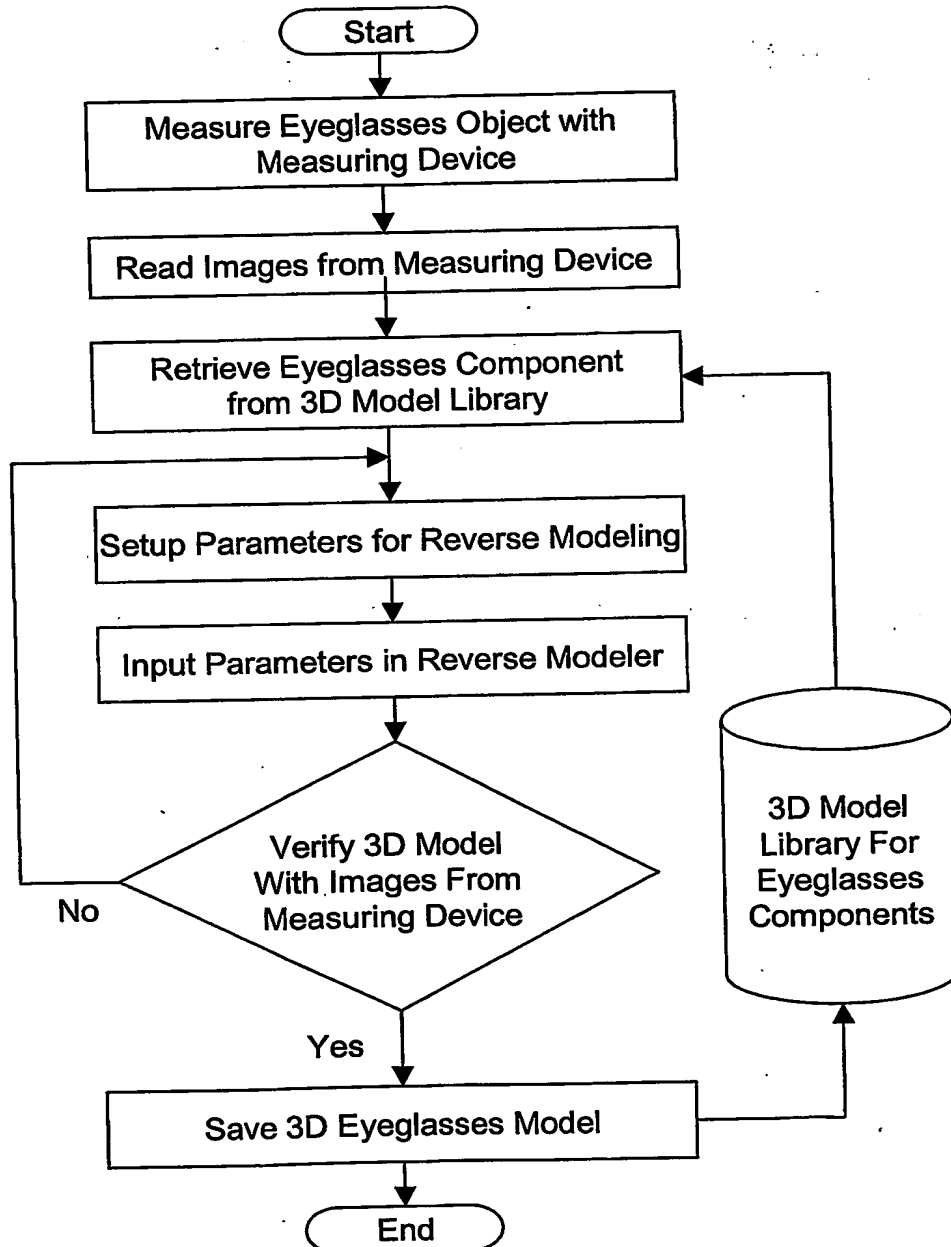 Start
Measure Eyeglasses Object with
Measuring Device
Read Images from Measuring Device
Retrieve Eyeglasses Component
from 3D Model Library
Setup Parameters for Reverse Modeling
Input Parameters in Reverse Modeler
Verify 3D Model
With Images From
Measuring Device
No
Yes
3D Model
Library For
Eyeglasses
Components
Save 3D Eyeglasses Model
End